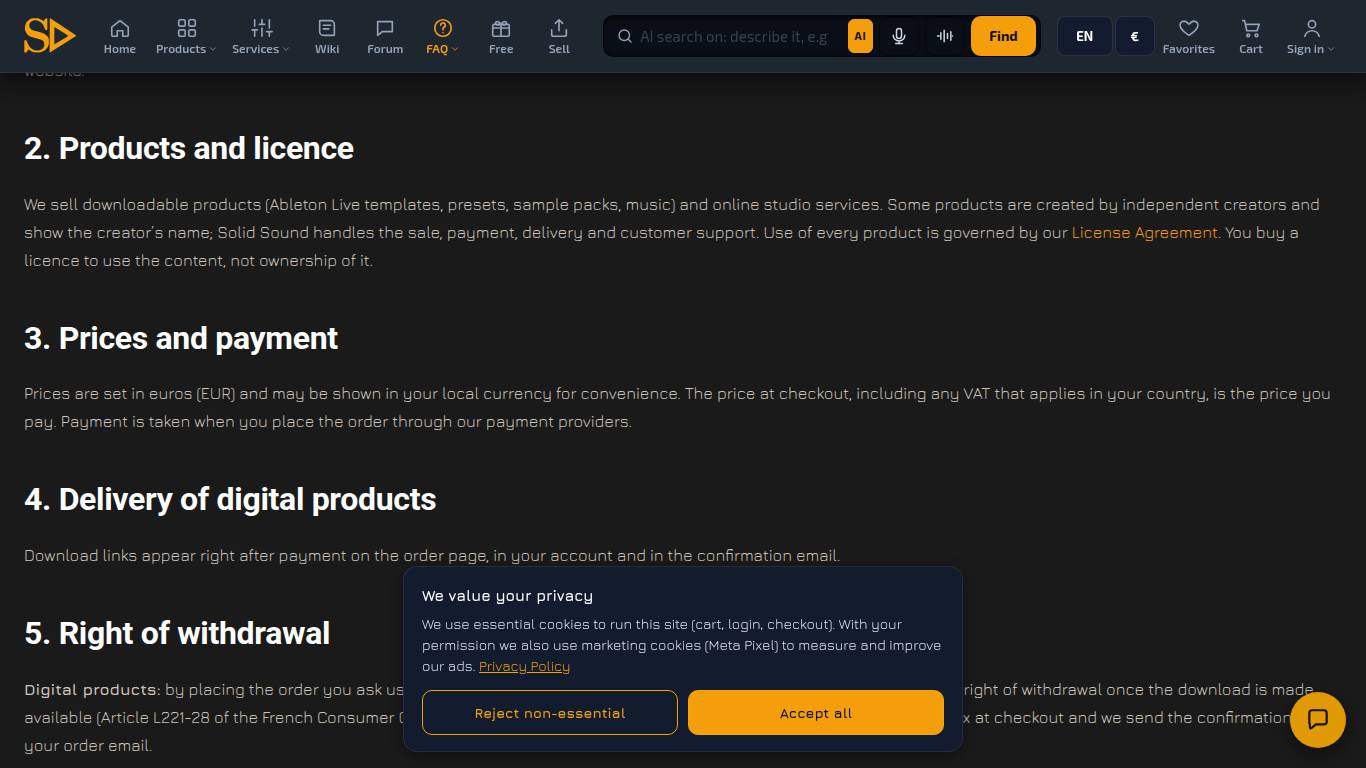 Home
Products
Services
Wiki
Forum
FAQ
Free
Sell
AI search on: describe it, e.g
AI
Find
EN
€
Favorites
Cart
Sign in
website.
2. Products and licence
We sell downloadable products (Ableton Live templates, presets, sample packs, music) and online studio services. Some products are created by independent creators and
show the creator's name; Solid Sound handles the sale, payment, delivery and customer support. Use of every product is governed by our License Agreement. You buy a
licence to use the content, not ownership of it.
3. Prices and payment
Prices are set in euros (EUR) and may be shown in your local currency for convenience. The price at checkout, including any VAT that applies in your country, is the price you
pay. Payment is taken when you place the order through our payment providers.
4. Delivery of digital products
Download links appear right after payment on the order page, in your account and in the confirmation email.
5. Right of withdrawal
Digital products: by placing the order you ask us right of withdrawal once the download is made
available (Article L221-28 of the French Consumer at checkout and we send the confirmation
your order email.
We value your privacy
We use essential cookies to run this site (cart, login, checkout). With your
permission we also use marketing cookies (Meta Pixel) to measure and improve
our ads. Privacy Policy
Reject non-essential
Accept all